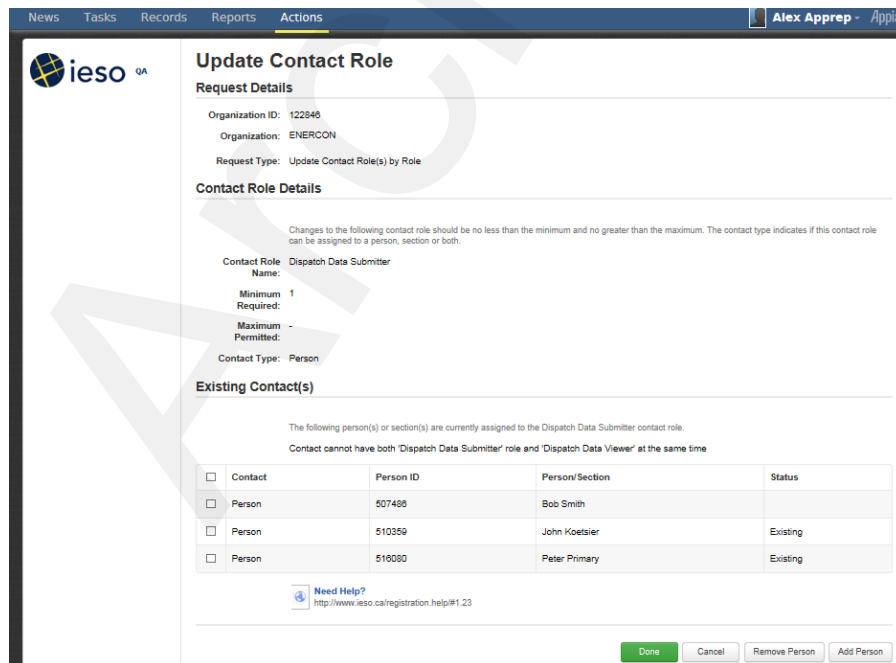 News Tasks Records Reports Actions Alex Apprep
ieso QA
Update Contact Role
Request Details
Organization ID: 122846
Organization: ENERCON
Request Type: Update Contact Role(s) by Role
Contact Role Details
Changes to the following contact role should be no less than the minimum and no greater than the maximum. The contact type indicates if this contact role
can be assigned to a person, section or both.
Contact Role Dispatch Data Submitter
Name:
Minimum 1
Required:
Maximum -
Permitted:
Contact Type: Person
Existing Contact(s)
The following person(s) or section(s) are currently assigned to the Dispatch Data Submitter contact role.
Contact cannot have both 'Dispatch Data Submitter' role and 'Dispatch Data Viewer' at the same time
Contact Person ID Person/Section Status
Person 507486 Bob Smith
Person 510359 John Koetsier Existing
Person 516080 Peter Primary Existing
Need Help?
http://www.ieso.ca/registration.help/#1.23
Done Cancel Remove Person Add Person